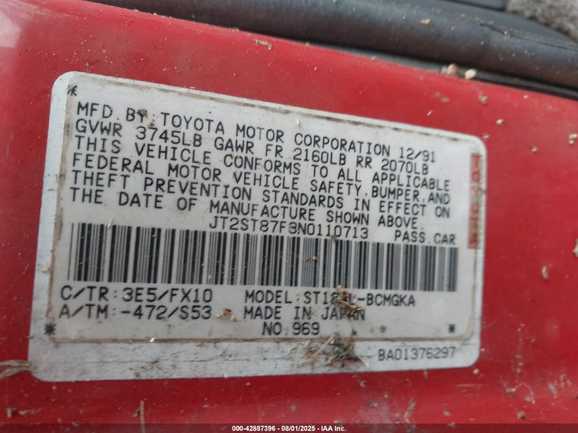 MFD. BY: TOYOTA MOTOR CORPORATION 12/91
GVWR 3745LB GAWR FR 2160LB RR 2070LB
THIS VEHICLE CONFORMS TO ALL APPLICABLE
FEDERAL MOTOR VEHICLE SAFETY, BUMPER, AND
THEFT PREVENTION STANDARDS IN EFFECT ON
THE DATE OF MANUFACTURE SHOWN ABOVE.
JT2ST87F3N0110713 PASS. CAR
C/TR: 3E5/FX10 MODEL: -BCMGKA
A/TM: -472/S53 MADE IN JAPAN
NO. 969
BA01376297
000-42887396 - 08/01/2025 - IAA Inc.